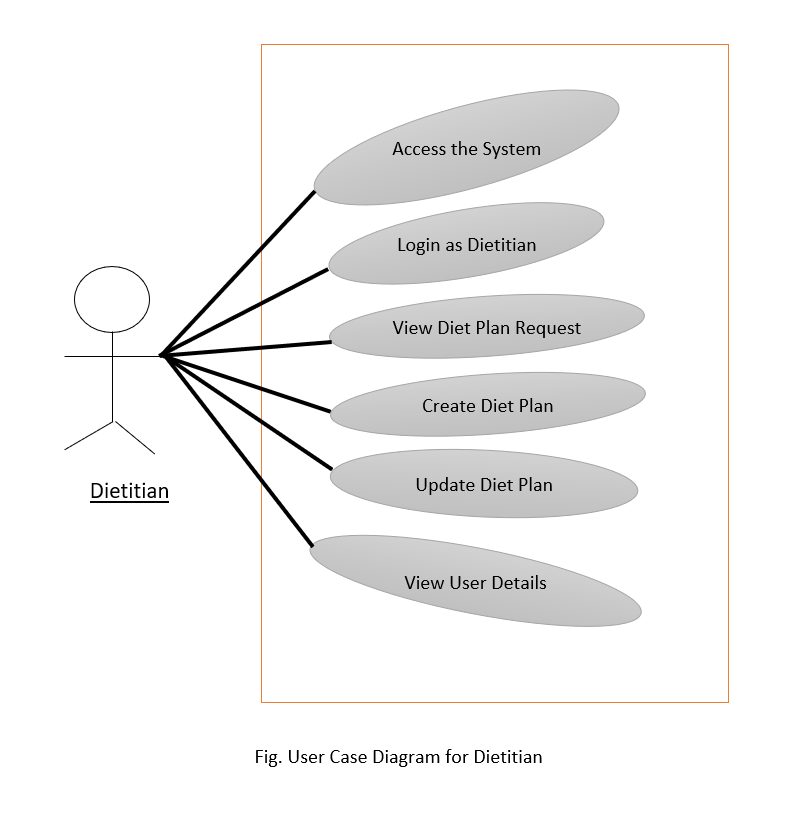 Access the System
Login as Dietitian
View Diet Plan Request
Create Diet Plan
Update Diet Plan
View User Details
Dietitian
Fig. User Case Diagram for Dietitian